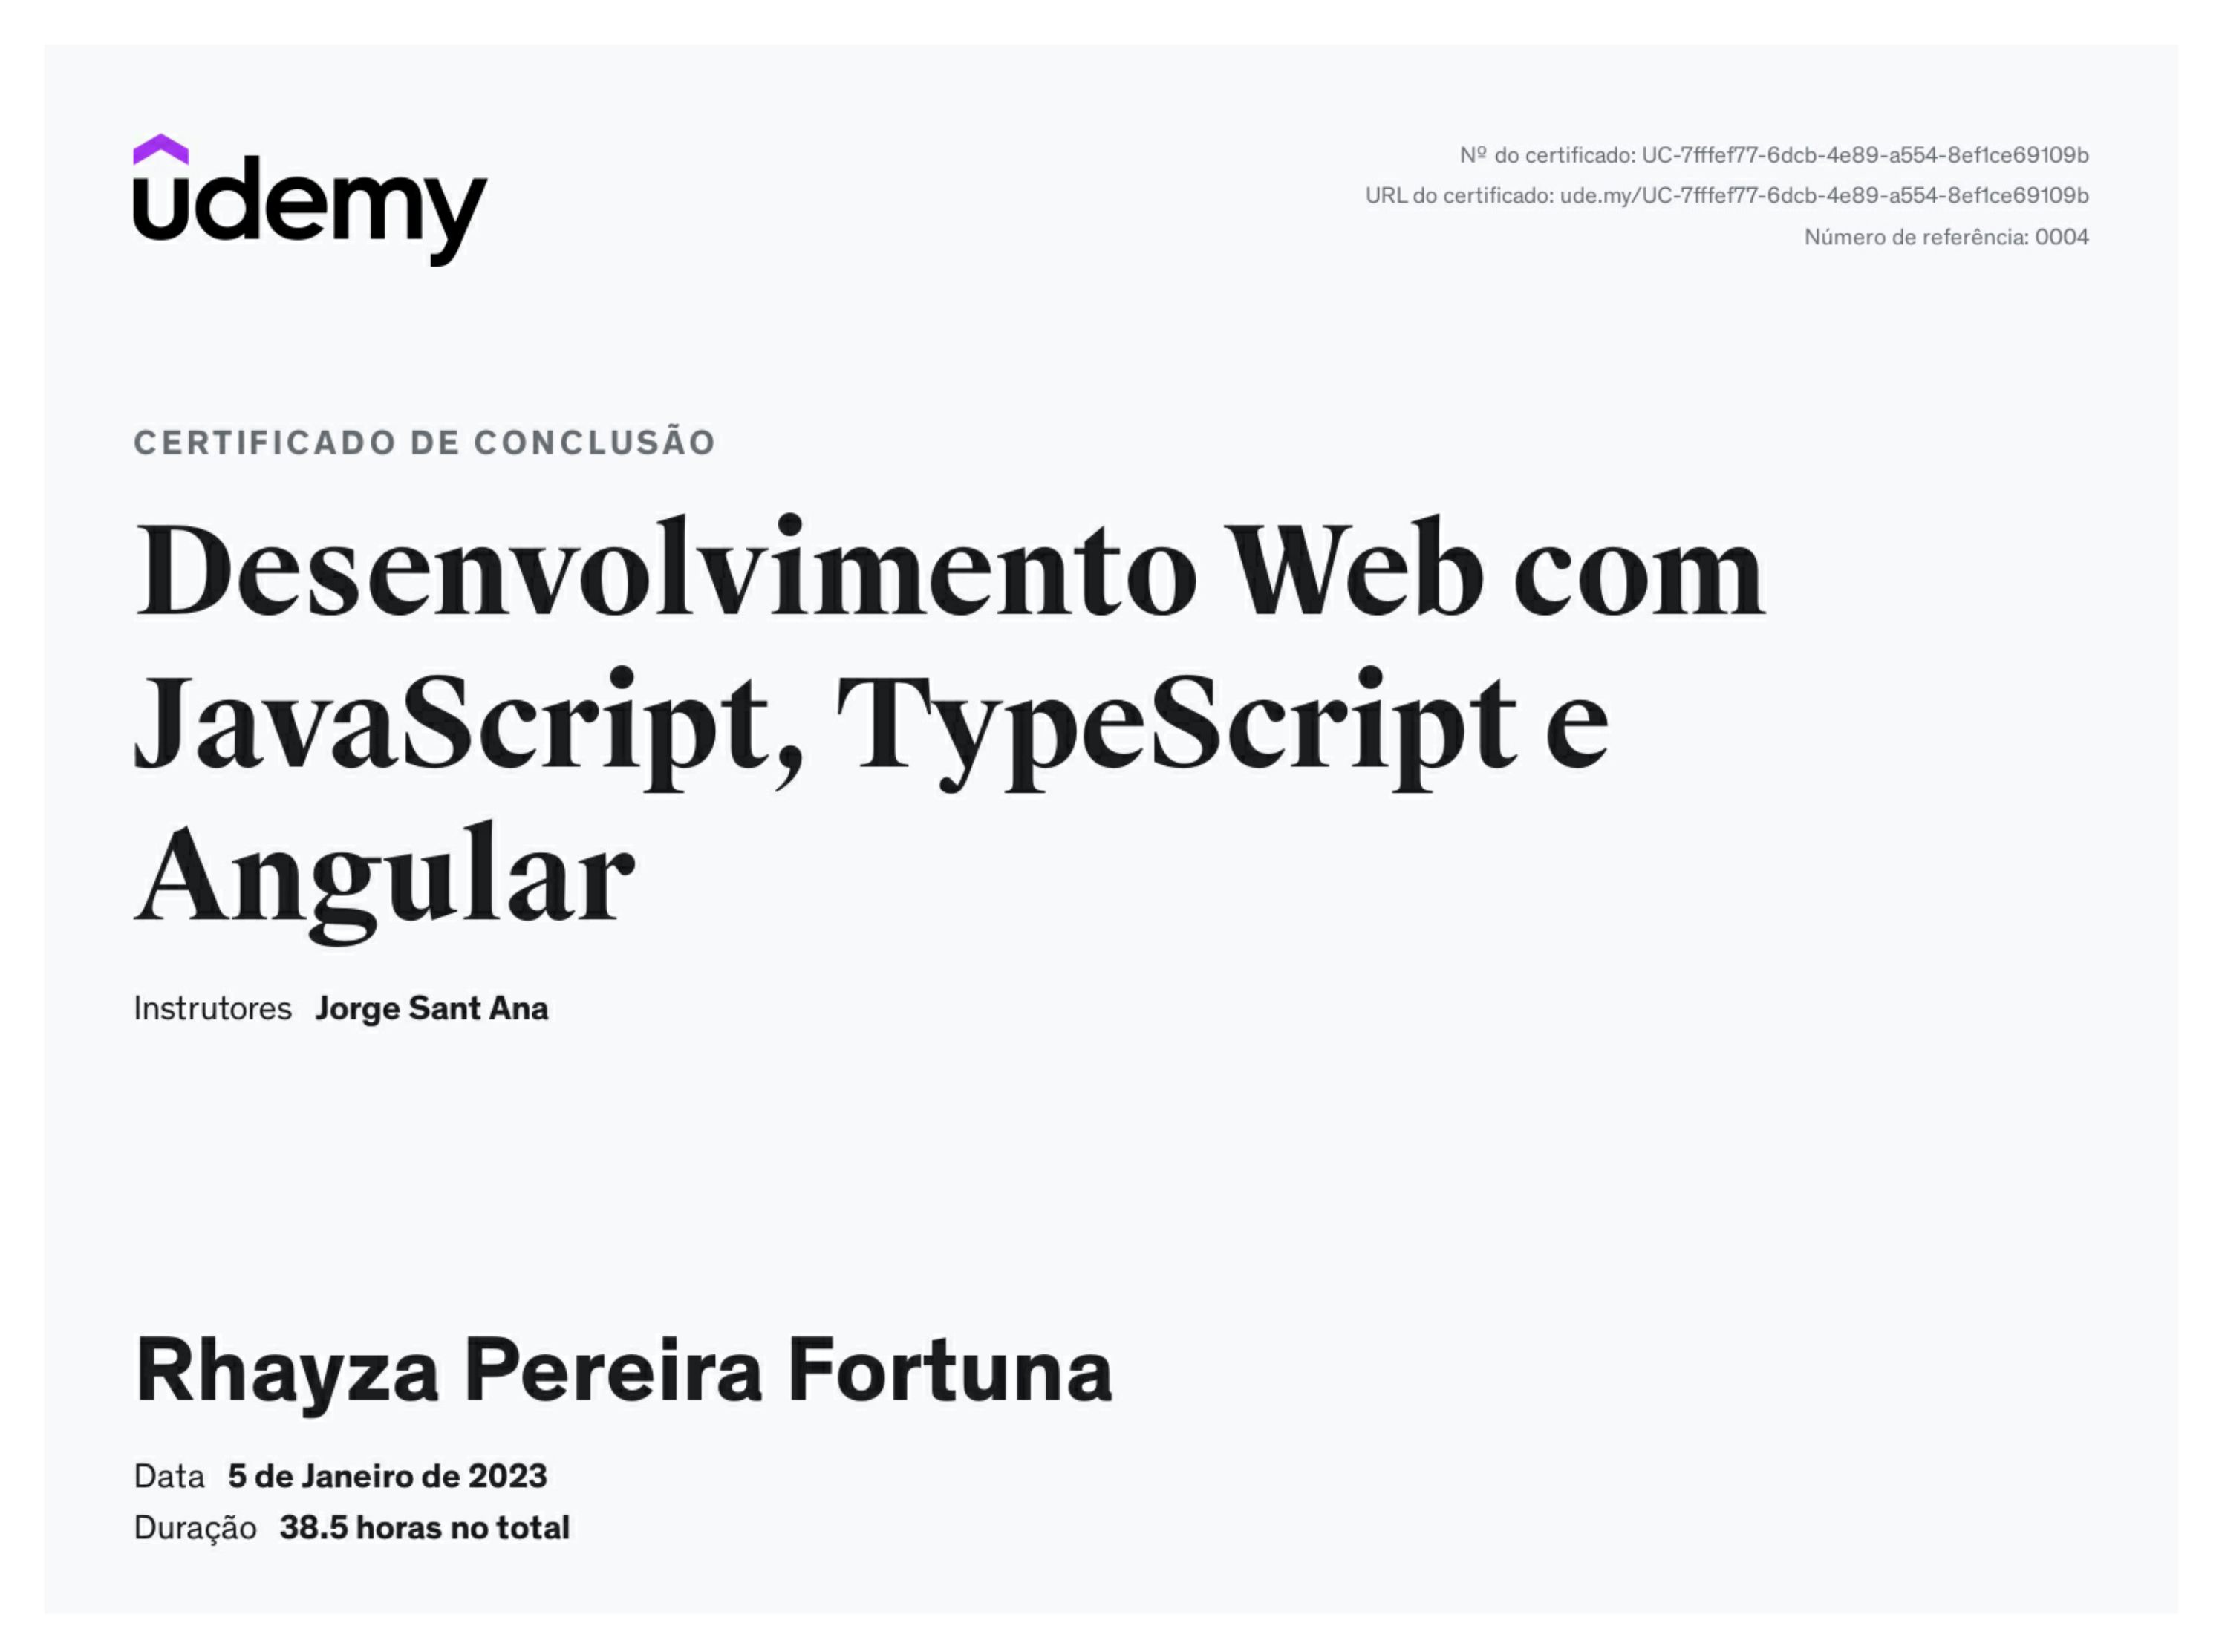 udemy
Nº do certificado: UC-7fffef77-6dcb-4e89-a554-8ef1ce69109b
URL do certificado: ude.my/UC-7fffef77-6dcb-4e89-a554-8ef1ce69109b
Número de referência: 0004
CERTIFICADO DE CONCLUSÃO
Desenvolvimento Web com
JavaScript, TypeScript e
Angular
Instrutores Jorge Sant Ana
Rhayza Pereira Fortuna
Data 5 de Janeiro de 2023
Duração 38.5 horas no total